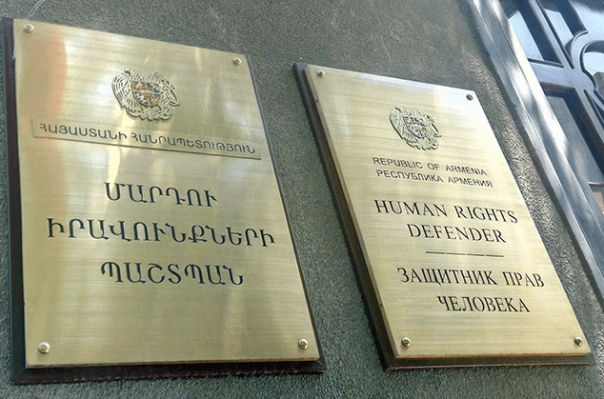 ՀԱՅԱՍՏԱՆԻ ՀԱՆՐԱՊԵՏՈՒԹՅՈՒՆ
ՄԱՐԴՈՒ
ԻՐԱՎՈՒՆՔՆԵՐԻ
ՊԱՇՏՊԱՆ
REPUBLIC OF ARMENIA
РЕСПУБЛИКА АРМЕНИЯ
HUMAN RIGHTS
DEFENDER
ЗАЩИТНИК ПРАВ
ЧЕЛОВЕКА